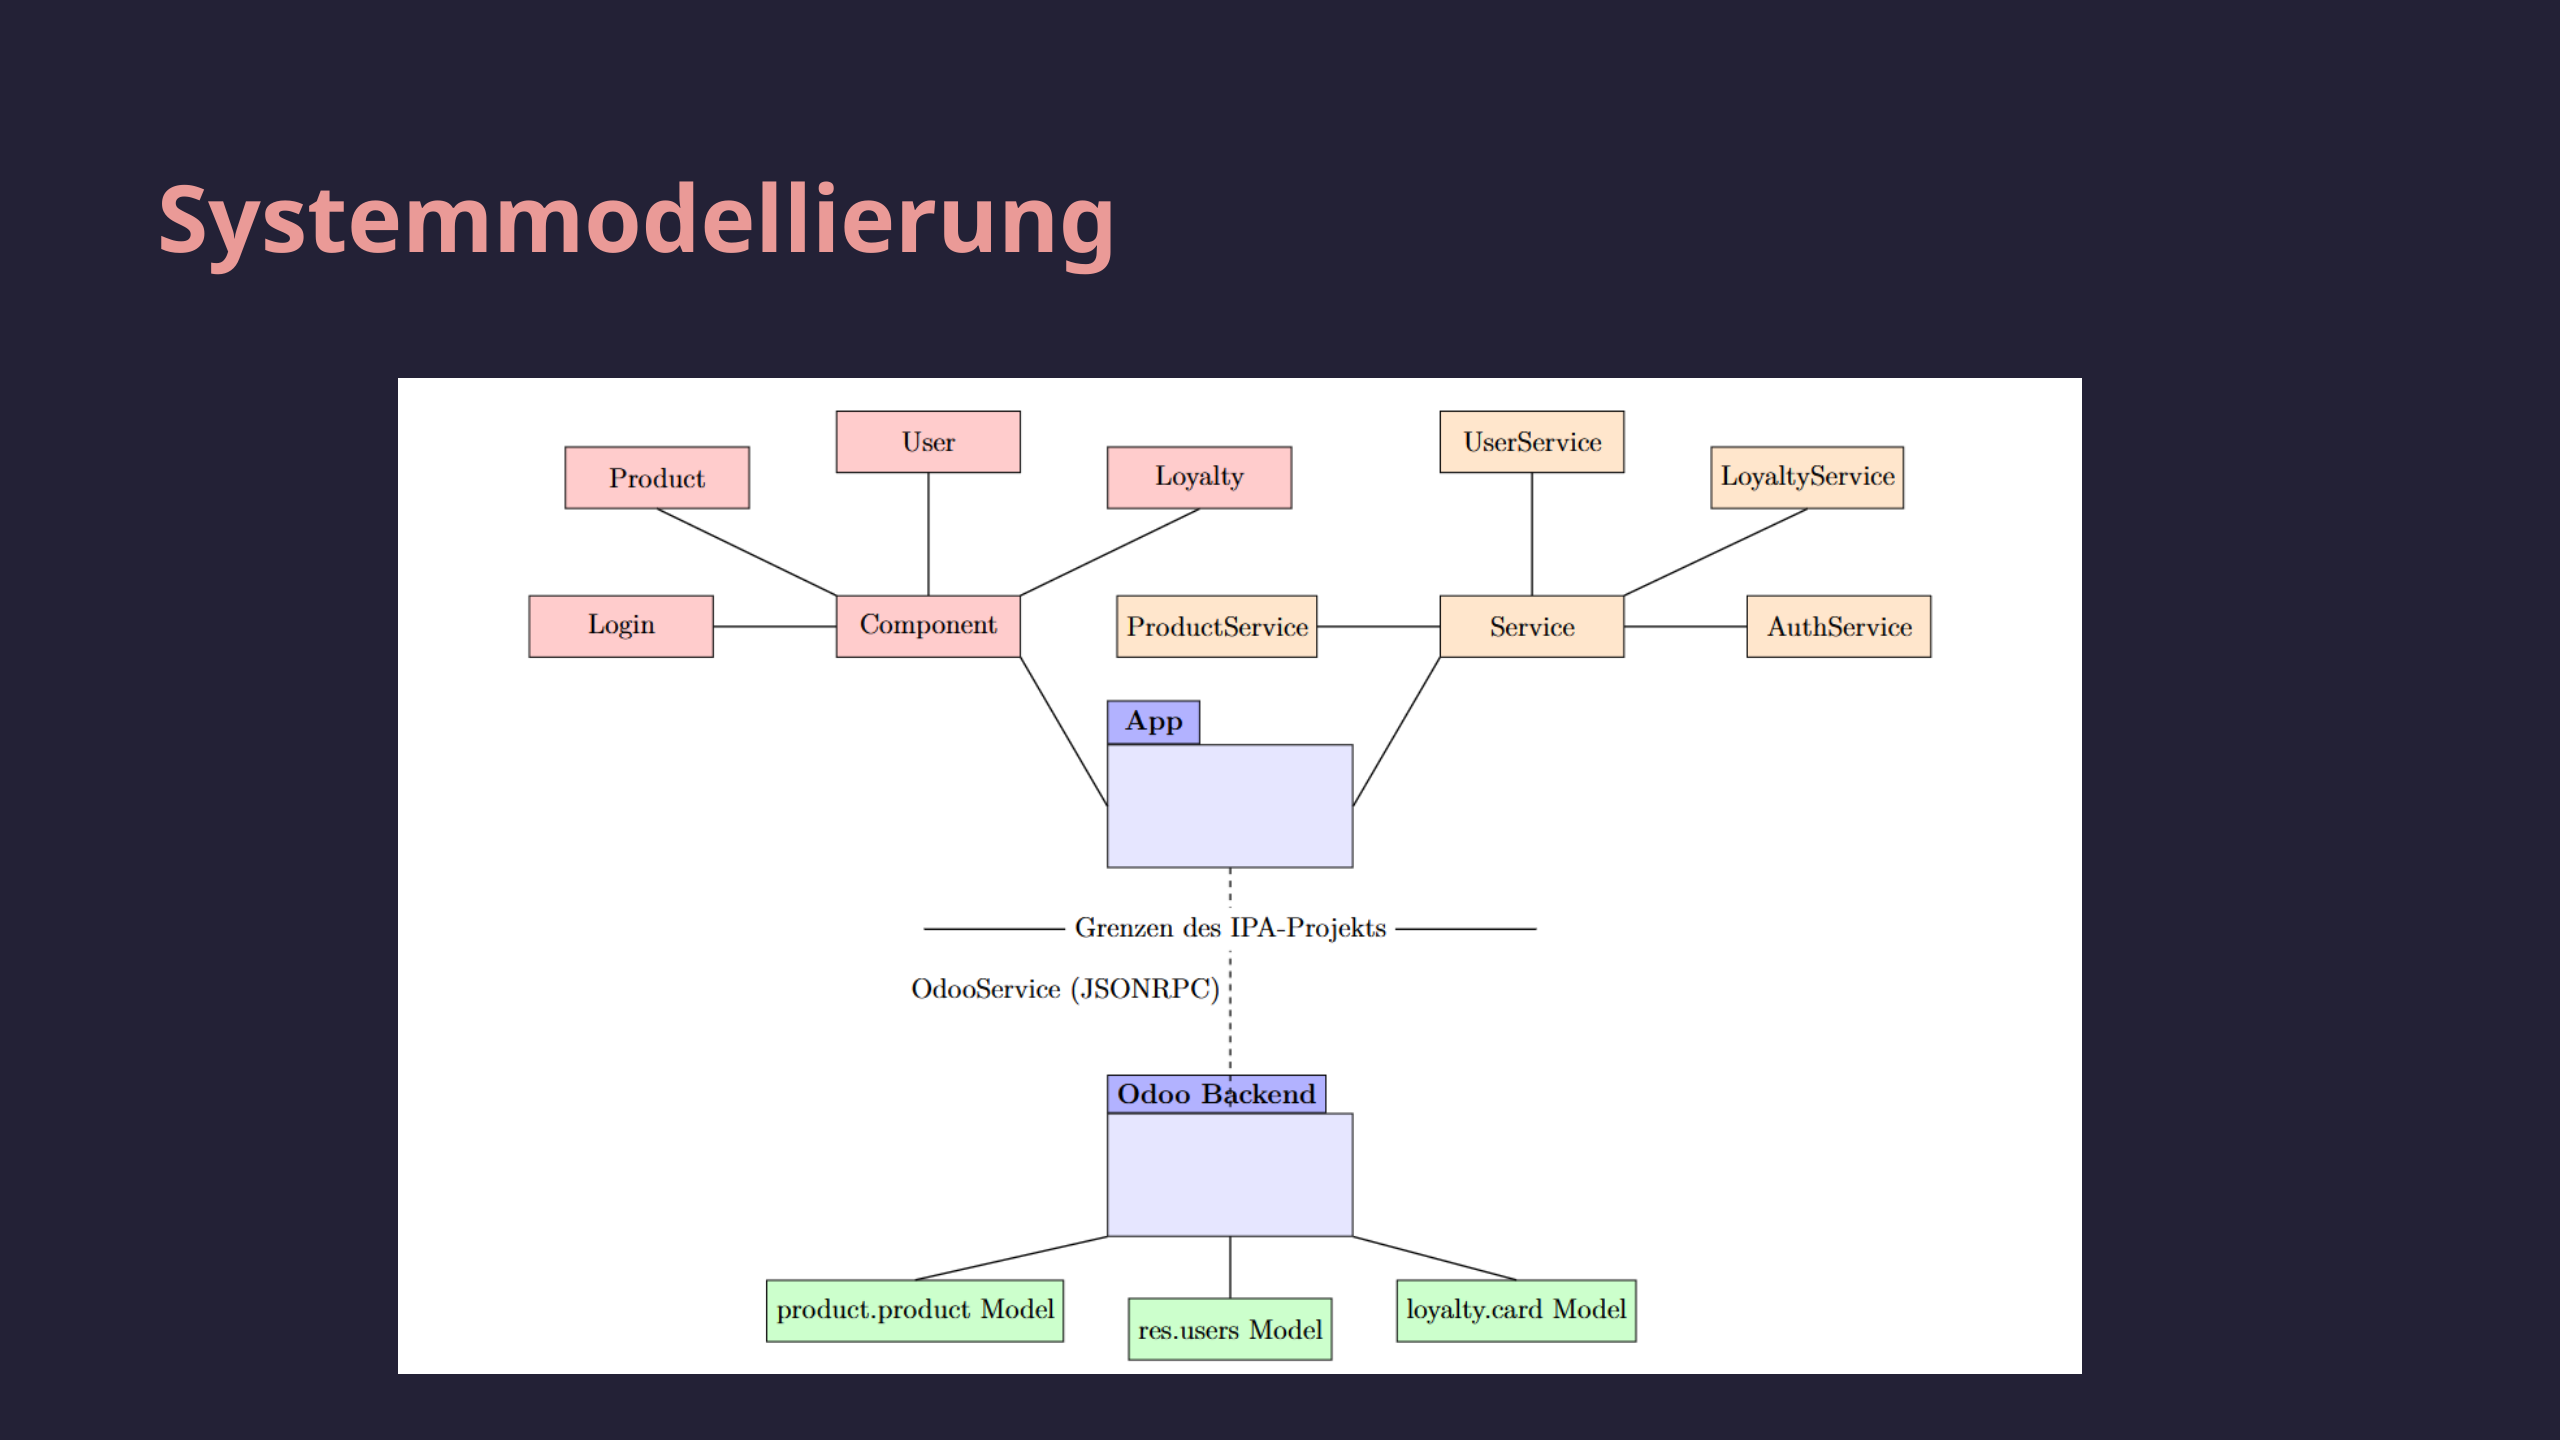 Systemmodellierung
User
UserService
Product
Loyalty
LoyaltyService
Login
Component
ProductService
Service
AuthService
App
Grenzen des IPA-Projekts
OdooService (JSONRPC)
Odoo Backend
product.product Model
res.users Model
loyalty.card Model